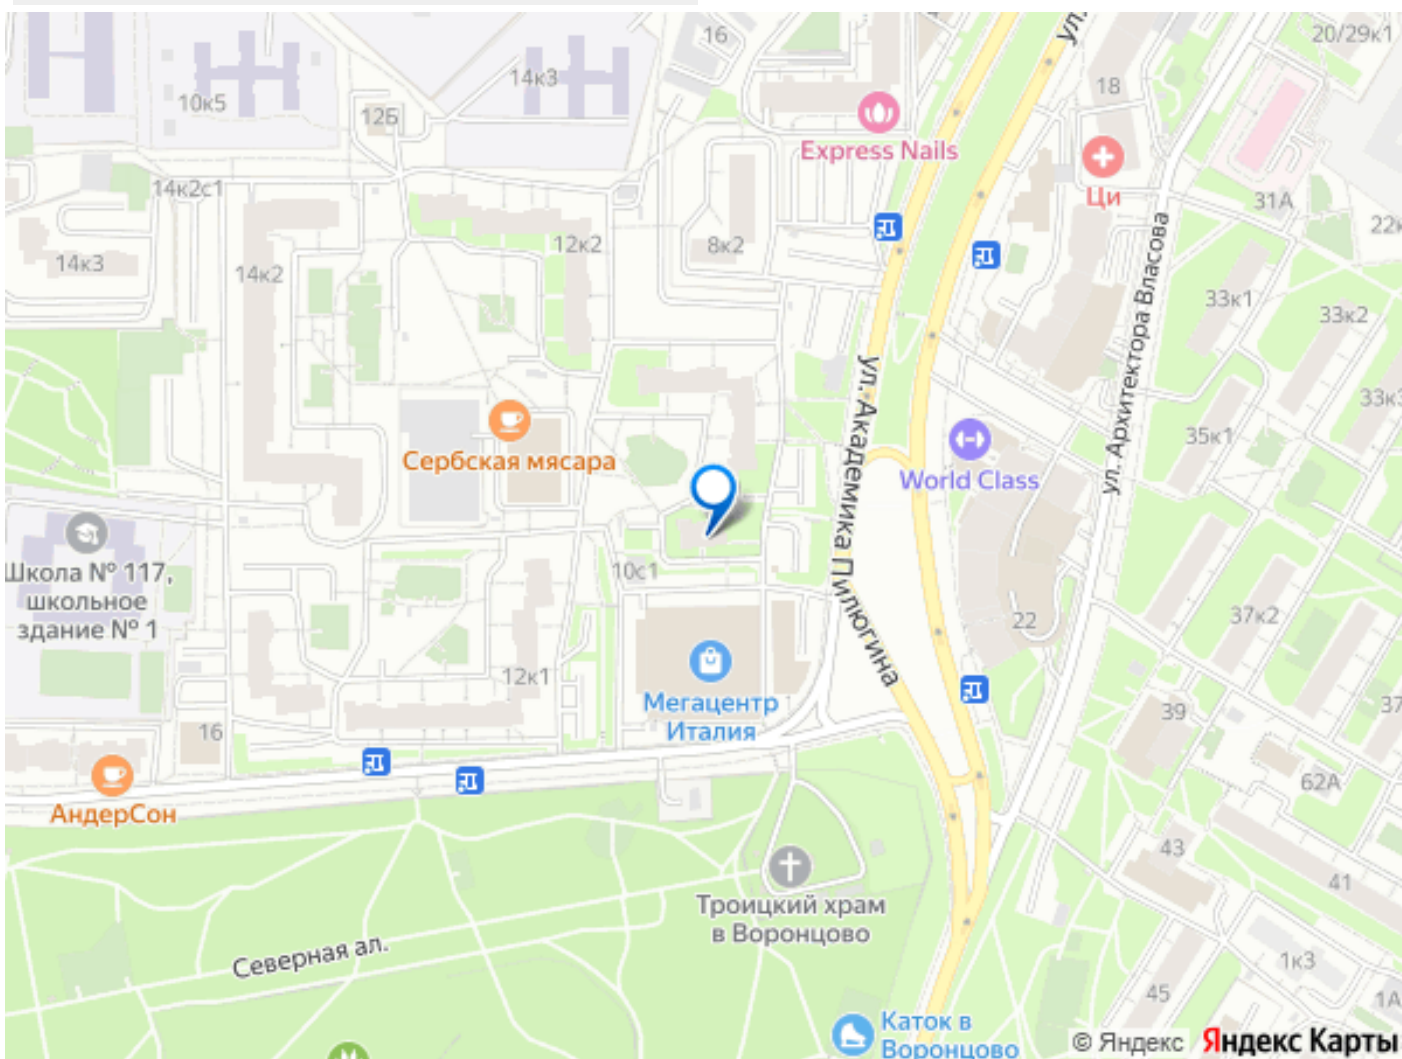 16
20/29к1
ул.
14к3
18
10к5
12Б
Express Nails
Ци
14к2с1
31А
22к
12к2
8к2
14к3
14к2
33к1
33к2
ул. Архитектора Власова
ул. Академика Пилюгина
33к3
35к1
Сербская мясара
World Class
Школа № 117,
школьное
здание № 1
10с1
22
37к2
12к1
Мегацентр
Италия
39
37
16
62А
АндерСон
43
41
Троицкий храм
в Воронцово
Северная ал.
1к3
45
1А
Каток в
Воронцово
© Яндекс Яндекс Карты